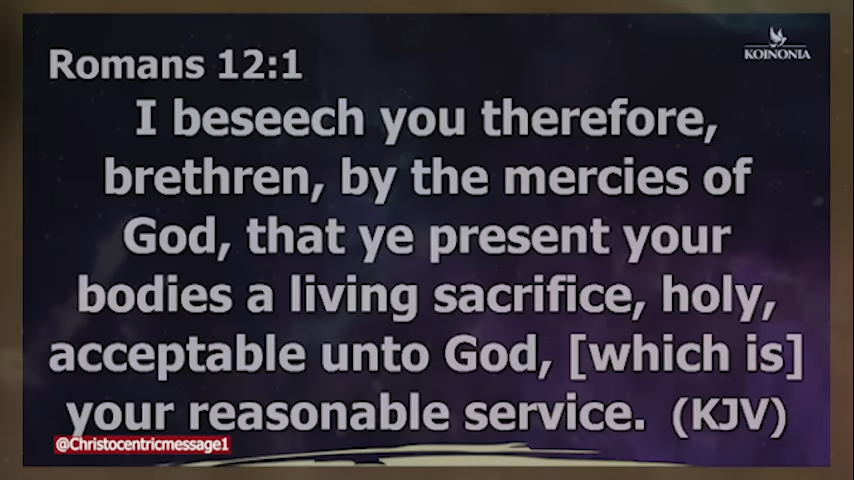 Romans 12:1
KOINONIA
I beseech you therefore,
brethren, by the mercies of
God, that ye present your
bodies a living sacrifice, holy,
acceptable unto God, [which is]
your reasonable service. (KJV)
@Christocentricmessage1